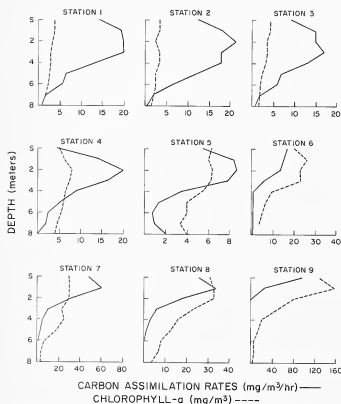 STATION 1
STATION 2
STATION 3
S
2
4
6
8
5 10 15 20
5 10 15 20
5 10 15 20
STATION 4
STATION 5
STATION 6
S
2
4
6
8
5 10 15 20
2 4 6 8
10 20 30 40
STATION 7
STATION 8
STATION 9
S
2
4
6
8
20 40 60 80
10 20 30 40
40 80 120 160
DEPTH (meters)
CARBON ASSIMILATION RATES (mg/m³/hr)
CHLOROPHYLL-a (mg/m³)